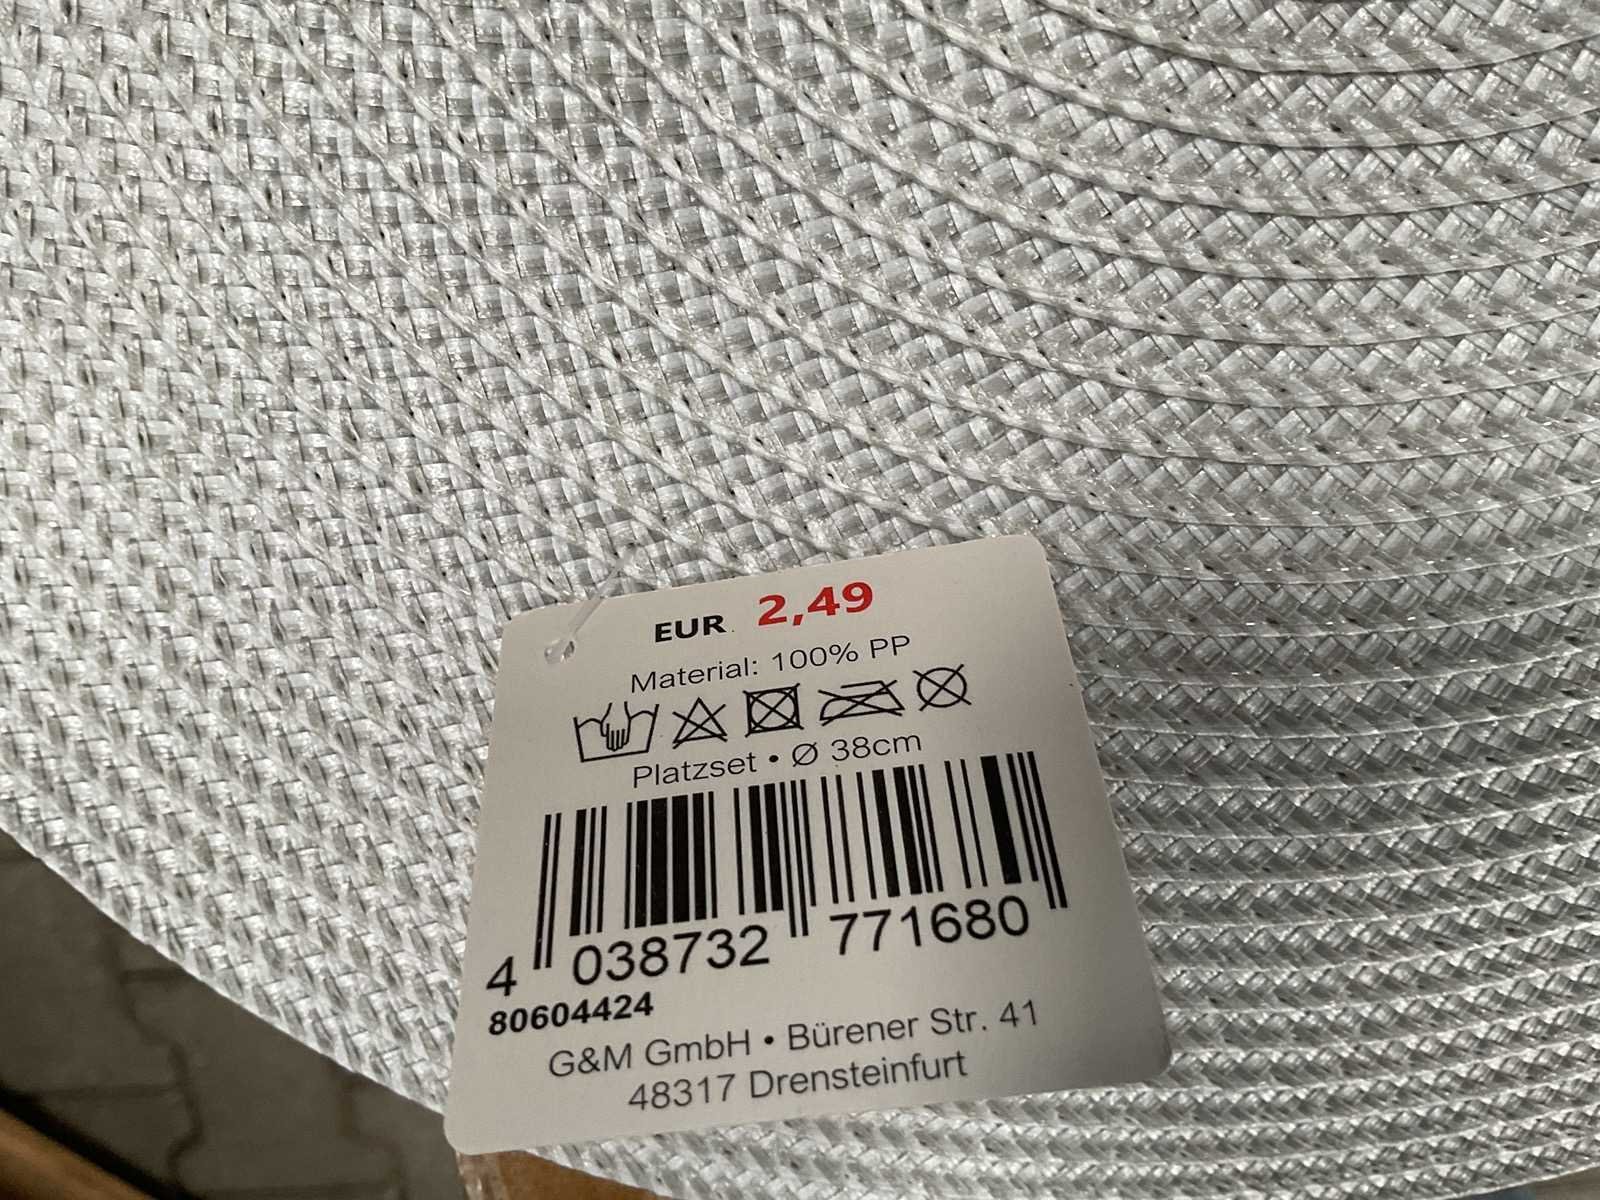 EUR 2,49
Material: 100% PP
Platzset • Ø 38cm
4 038732 771680
80604424
G&M GmbH • Bürener Str. 41
48317 Drensteinfurt